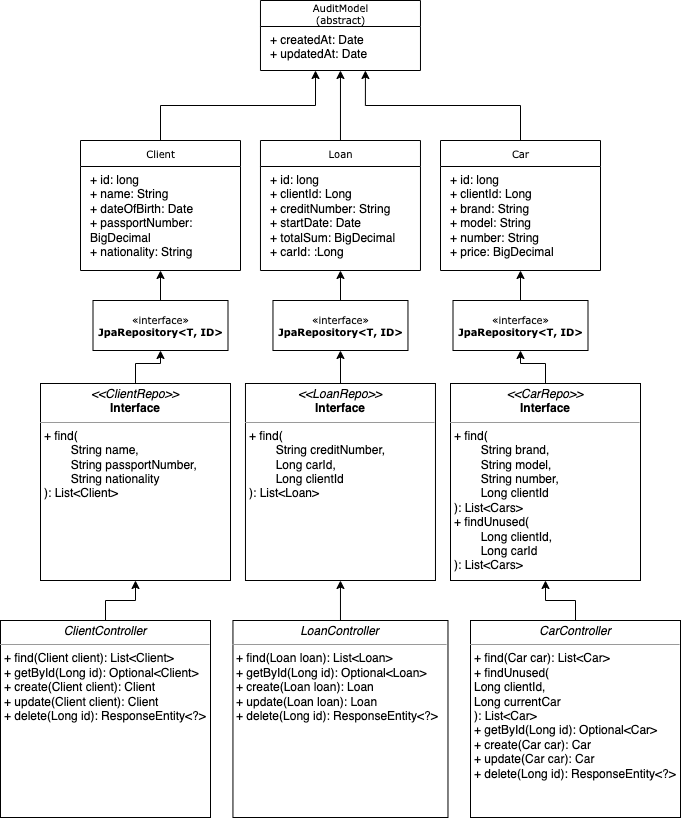 AuditModel
(abstract)
+ createdAt: Date
+ updatedAt: Date
Client
+ id: long
+ name: String
+ dateOfBirth: Date
+ passportNumber:
BigDecimal
+ nationality: String
Loan
+ id: long
+ clientId: Long
+ creditNumber: String
+ startDate: Date
+ totalSum: BigDecimal
+ carId: :Long
Car
+ id: long
+ clientId: Long
+ brand: String
+ model: String
+ number: String
+ price: BigDecimal
«interface»
JpaRepository<T, ID>
«interface»
JpaRepository<T, ID>
«interface»
JpaRepository<T, ID>
<<ClientRepo>>
Interface
+ find(
String name,
String passportNumber,
String nationality
): List<Client>
<<LoanRepo>>
Interface
+ find(
String creditNumber,
Long carId,
Long clientId
): List<Loan>
<<CarRepo>>
Interface
+ find(
String brand,
String model,
String number,
Long clientId
): List<Cars>
+ findUnused(
Long clientId,
Long carId
): List<Cars>
ClientController
+ find(Client client): List<Client>
+ getById(Long id): Optional<Client>
+ create(Client client): Client
+ update(Client client): Client
+ delete(Long id): ResponseEntity<?>
LoanController
+ find(Loan loan): List<Loan>
+ getById(Long id): Optional<Loan>
+ create(Loan loan): Loan
+ update(Loan loan): Loan
+ delete(Long id): ResponseEntity<?>
CarController
+ find(Car car): List<Car>
+ findUnused(
Long clientId,
Long currentCar
): List<Car>
+ getById(Long id): Optional<Car>
+ create(Car car): Car
+ update(Car car): Car
+ delete(Long id): ResponseEntity<?>